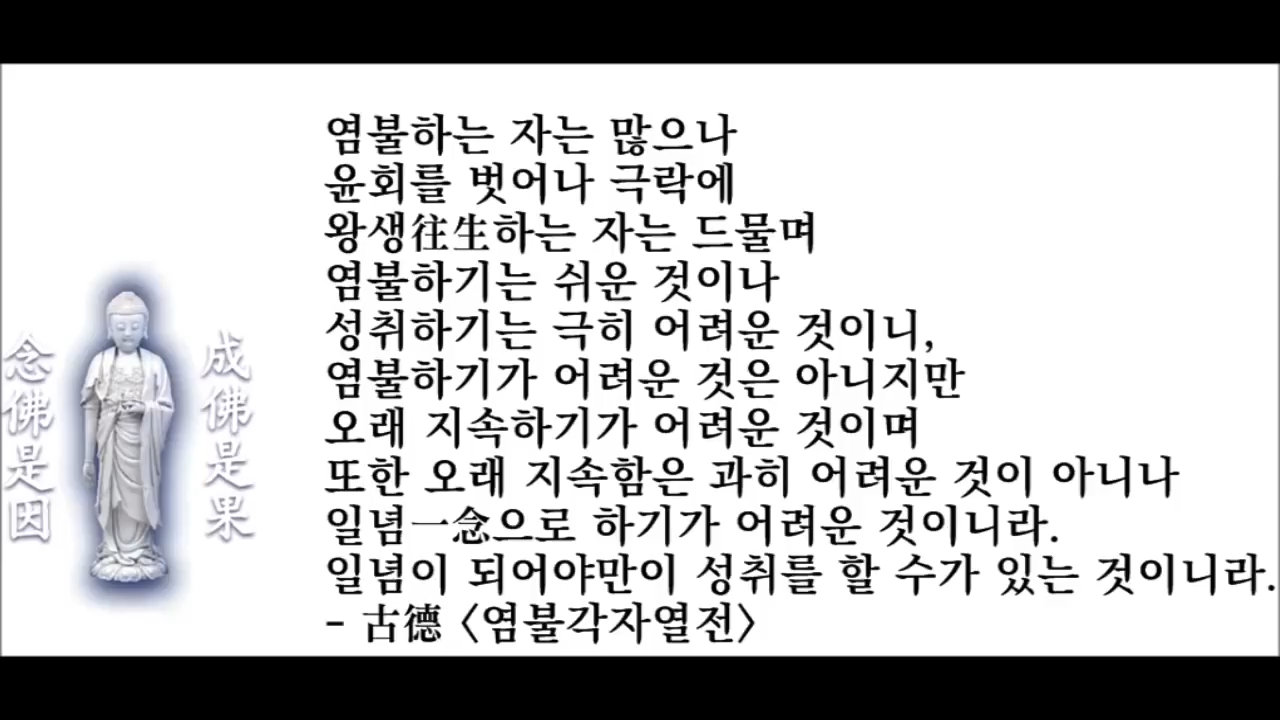 염불하는 자는 많으나
윤회를 벗어나 극락에
왕생往生하는 자는 드물며
염불하기는 쉬운 것이나
성취하기는 극히 어려운 것이니,
염불하기가 어려운 것은 아니지만
오래 지속하기가 어려운 것이며
또한 오래 지속함은 과히 어려운 것이 아니나
일념一念으로 하기가 어려운 것이니라.
일념이 되어야만이 성취를 할 수가 있는 것이니라.
- 古德 〈염불각자열전〉
念佛是因
成佛是果